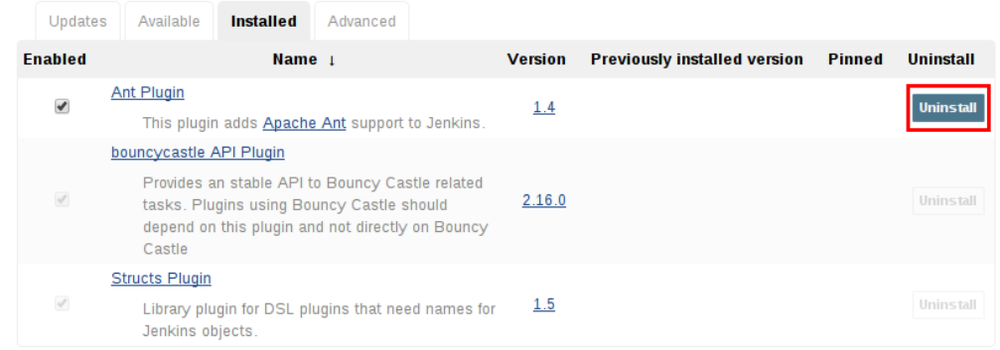 Updates Available Installed Advanced
Enabled Name ↓ Version Previously installed version Pinned Uninstall
Ant Plugin
This plugin adds Apache Ant support to Jenkins.
1.4
Uninstall
bouncycastle API Plugin
Provides an stable API to Bouncy Castle related
tasks. Plugins using Bouncy Castle should
depend on this plugin and not directly on Bouncy
Castle
2.16.0
Uninstall
Structs Plugin
Library plugin for DSL plugins that need names for
Jenkins objects.
1.5
Uninstall